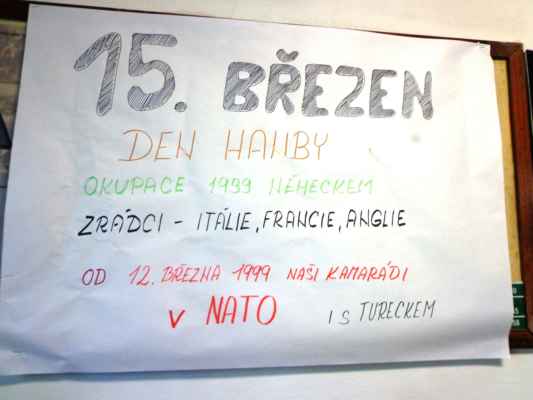 15. BŘEZEN
DEN HANBY
OKUPACE 1939 NĚMECKEM
ZRÁDCI - ITÁLIE, FRANCIE, ANGLIE
OD 12. BŘEZNA 1999 NAŠI KAMARÁDI
V NATO I S TURECKEM